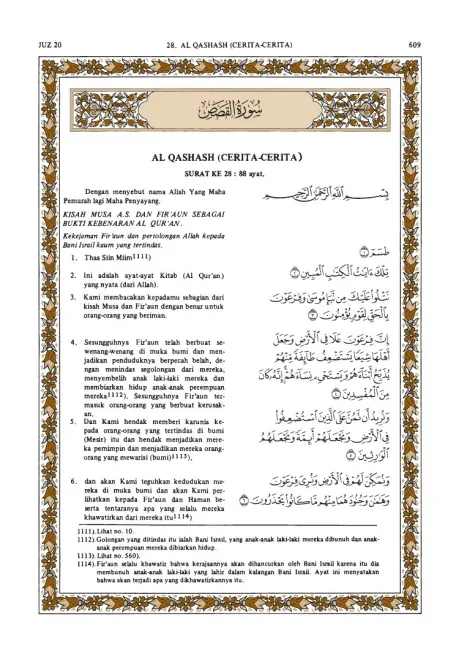 JUZ 20
28. AL QASHASH (CERITA-CERITA)
609
سُورَةُ الْقَصَصِ
AL QASHASH (CERITA-CERITA)
SURAT KE 28 : 88 ayat.
Dengan menyebut nama Allah Yang Maha
Pemurah lagi Maha Penyayang.
بِسْمِ اللَّهِ الرَّحْمَٰنِ الرَّحِيمِ
KISAH MUSA A.S. DAN FIR'AUN SEBAGAI
BUKTI KEBENARAN AL QUR'AN.
Kekejaman Fir'aun dan pertolongan Allah kepada
Bani Israil kaum yang tertindas.
1. Thaa Siin Miim1111)
طسٓمٓ ۝١
2. Ini adalah ayat-ayat Kitab (Al Qur'an)
yang nyata (dari Allah).
تِلْكَ ءَايَٰتُ الْكِتَٰبِ الْمُبِينِ ۝٢
3. Kami membacakan kepadamu sebagian dari
kisah Musa dan Fir'aun dengan benar untuk
orang-orang yang beriman.
نَتْلُوا عَلَيْكَ مِن نَّبَإِ مُوسَىٰ وَفِرْعَوْنَ
بِالْحَقِّ لِقَوْمٍ يُؤْمِنُونَ ۝٣
4. Sesungguhnya Fir'aun telah berbuat se-
wenang-wenang di muka bumi dan men-
jadikan penduduknya berpecah belah, de-
ngan menindas segolongan dari mereka,
menyembelih anak laki-laki mereka dan
membiarkan hidup anak-anak perempuan
mereka1112). Sesungguhnya Fir'aun ter-
masuk orang-orang yang berbuat kerusak-
an,
إِنَّ فِرْعَوْنَ عَلَا فِي الْأَرْضِ وَجَعَلَ
أَهْلَهَا شِيَعًا يَسْتَضْعِفُ طَائِفَةً مِّنْهُمْ
يُذَبِّحُ أَبْنَاءَهُمْ وَيَسْتَحْيِۦ نِسَاءَهُمْ إِنَّهُ كَانَ
مِنَ الْمُفْسِدِينَ ۝٤
5. Dan Kami hendak memberi karunia ke-
pada orang-orang yang tertindas di bumi
(Mesir) itu dan hendak menjadikan mere-
ka pemimpin dan menjadikan mereka orang-
orang yang mewarisi (bumi)1113),
وَنُرِيدُ أَن نَّمُنَّ عَلَى الَّذِينَ اسْتُضْعِفُوا
فِي الْأَرْضِ وَنَجْعَلَهُمْ أَئِمَّةً وَنَجْعَلَهُمُ
الْوَارِثِينَ ۝٥
6. dan akan Kami teguhkan kedudukan me-
reka di muka bumi dan akan Kami per-
lihatkan kepada Fir'aun dan Haman be-
serta tentaranya apa yang selalu mereka
khawatirkan dari mereka itu1114)
وَنُمَكِّنَ لَهُمْ فِي الْأَرْضِ وَنُرِيَ فِرْعَوْنَ
وَهَٰمَٰنَ وَجُنُودَهُمَا مِنْهُم مَّا كَانُوا يَحْذَرُونَ ۝٦
1111). Lihat no. 10.
1112). Golongan yang ditindas itu ialah Bani Israil, yang anak-anak laki-laki mereka dibunuh dan anak-
anak perempuan mereka dibiarkan hidup.
1113). Lihat no. 560).
1114). Fir'aun selalu khawatir bahwa kerajaannya akan dihancurkan oleh Bani Israil karena itu dia
membunuh anak-anak laki-laki yang lahir dalam kalangan Bani Israil. Ayat ini menyatakan
bahwa akan terjadi apa yang dikhawatirkannya itu.